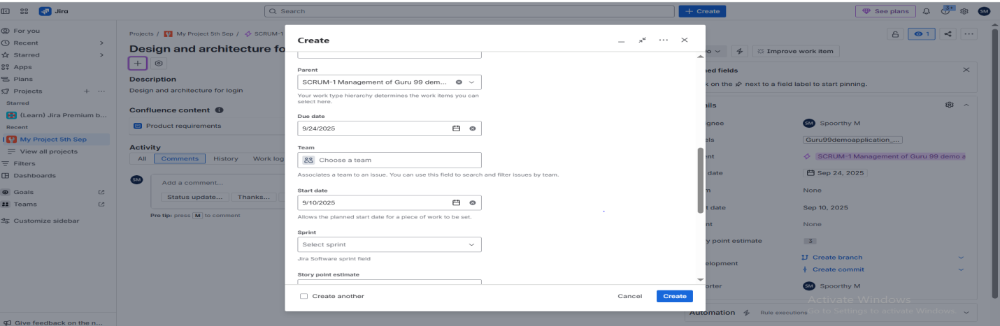 Jira
Search
+ Create
See plans
3+
SM
For you
Recent
Starred
Apps
Plans
Projects
Starred
(Learn) Jira Premium b...
Recent
My Project 5th Sep
View all projects
Filters
Dashboards
Goals
Teams
Customize sidebar
Give feedback on the n...
Projects / My Project 5th Sep / SCRUM-1
Design and architecture fo
Description
Design and architecture for login
Confluence content
Product requirements
Activity
All Comments History Work log
SM
Add a comment...
Status update... Thanks...
Pro tip: press M to comment
Create
Parent
SCRUM-1 Management of Guru 99 dem...
Your work type hierarchy determines the work items you can
select here.
Due date
9/24/2025
Team
Choose a team
Associates a team to an issue. You can use this field to search and filter issues by team.
Start date
9/10/2025
Allows the planned start date for a piece of work to be set.
Sprint
Select sprint
Jira Software sprint field
Story point estimate
Create another
Cancel
Create
1
o
Improve work item
ed fields
k on the next to a field label to start pinning.
ails
gnee
SM Spoorthy M
els
Guru99demoapplication_...
ent
SCRUM-1 Management of Guru 99 demo a
date
Sep 24, 2025
m
None
t date
Sep 10, 2025
nt
None
y point estimate
3
elopment
Create branch
Create commit
orter
SM Spoorthy M
Activate Windows
Go to Settings to activate Windows.
Automation
Rule executions